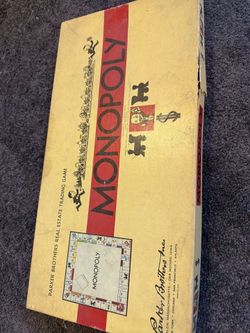 PARKER BROTHERS REAL ESTATE TRADING GAME
MONOPOLY
$
MONOPOLY
Parker Brothers Inc